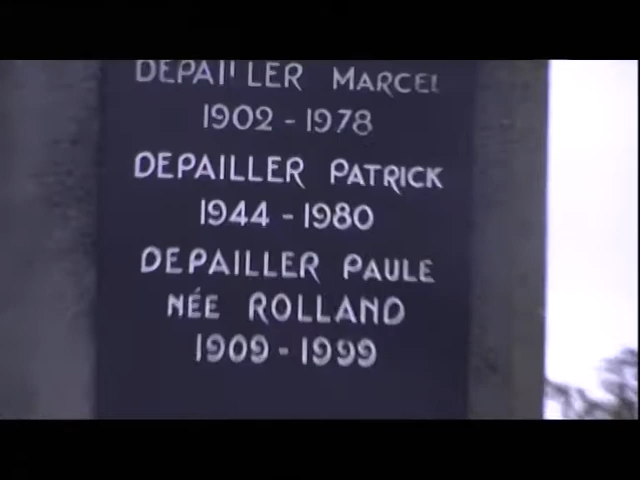 DEPAILLER MARCEL
1902 - 1978
DEPAILLER PATRICK
1944 - 1980
DEPAILLER PAULE
NÉE ROLLAND
1909 - 1999